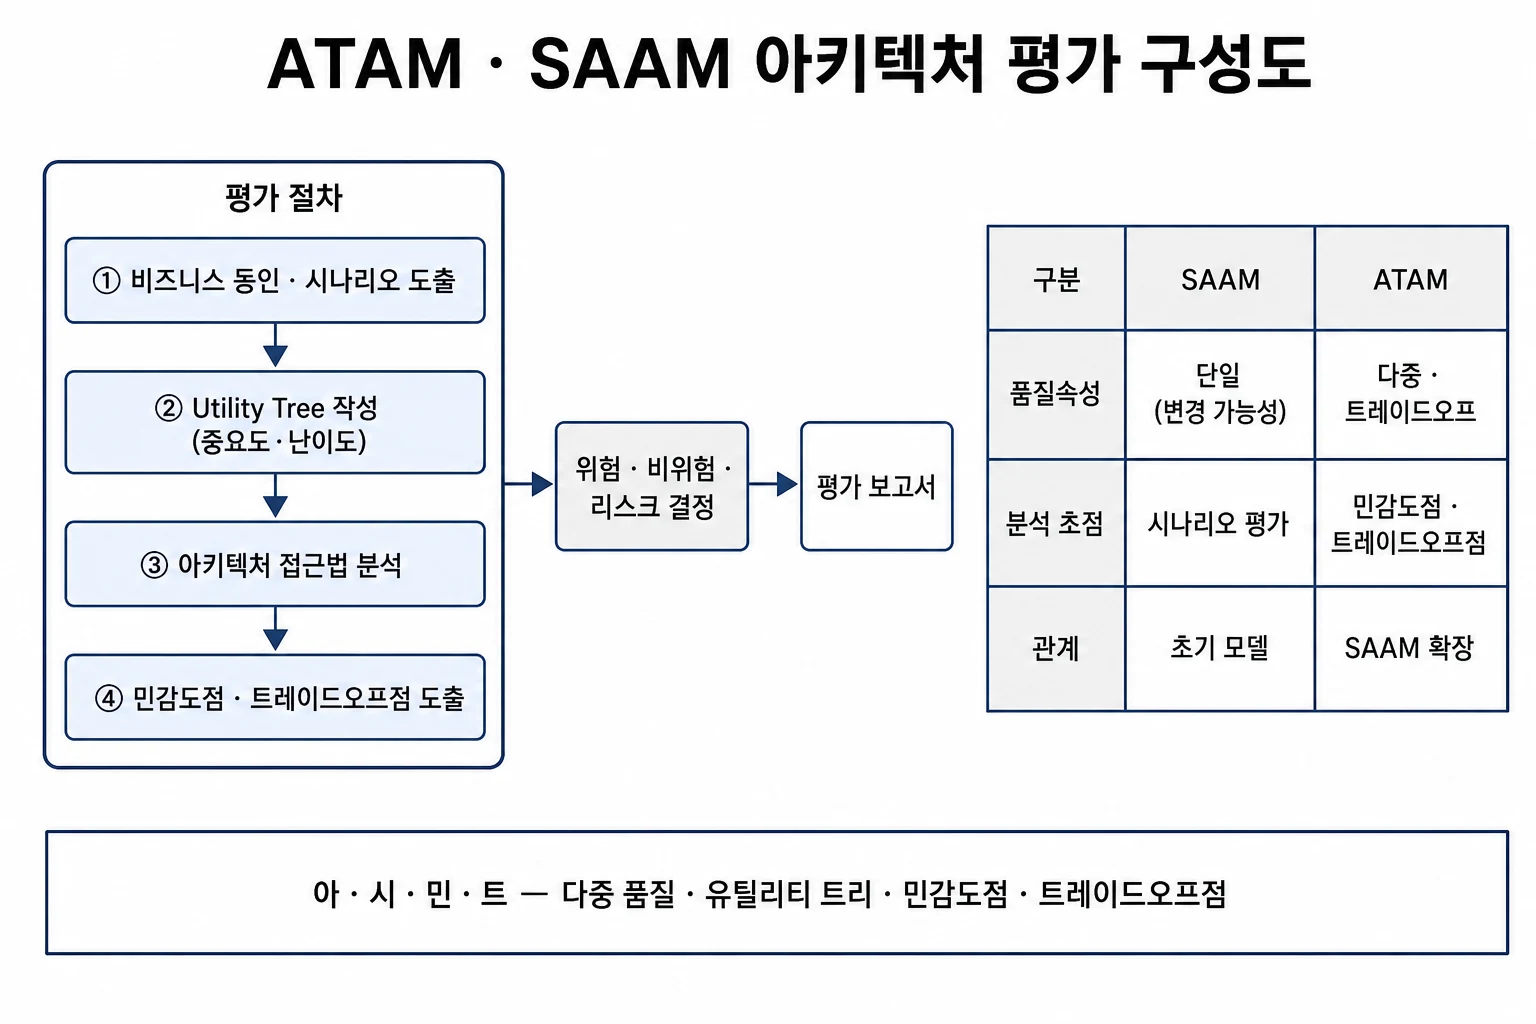 ATAM · SAAM 아키텍처 평가 구성도
평가 절차
① 비즈니스 동인 · 시나리오 도출
② Utility Tree 작성
(중요도 · 난이도)
③ 아키텍처 접근법 분석
④ 민감도점 · 트레이드오프점 도출
위험 · 비위험 ·
리스크 결정
평가 보고서
구분 SAAM ATAM
품질속성 단일 (변경 가능성) 다중 · 트레이드오프
분석 초점 시나리오 평가 민감도점 · 트레이드오프점
관계 초기 모델 SAAM 확장
아 · 시 · 민 · 트 — 다중 품질 · 유틸리티 트리 · 민감도점 · 트레이드오프점